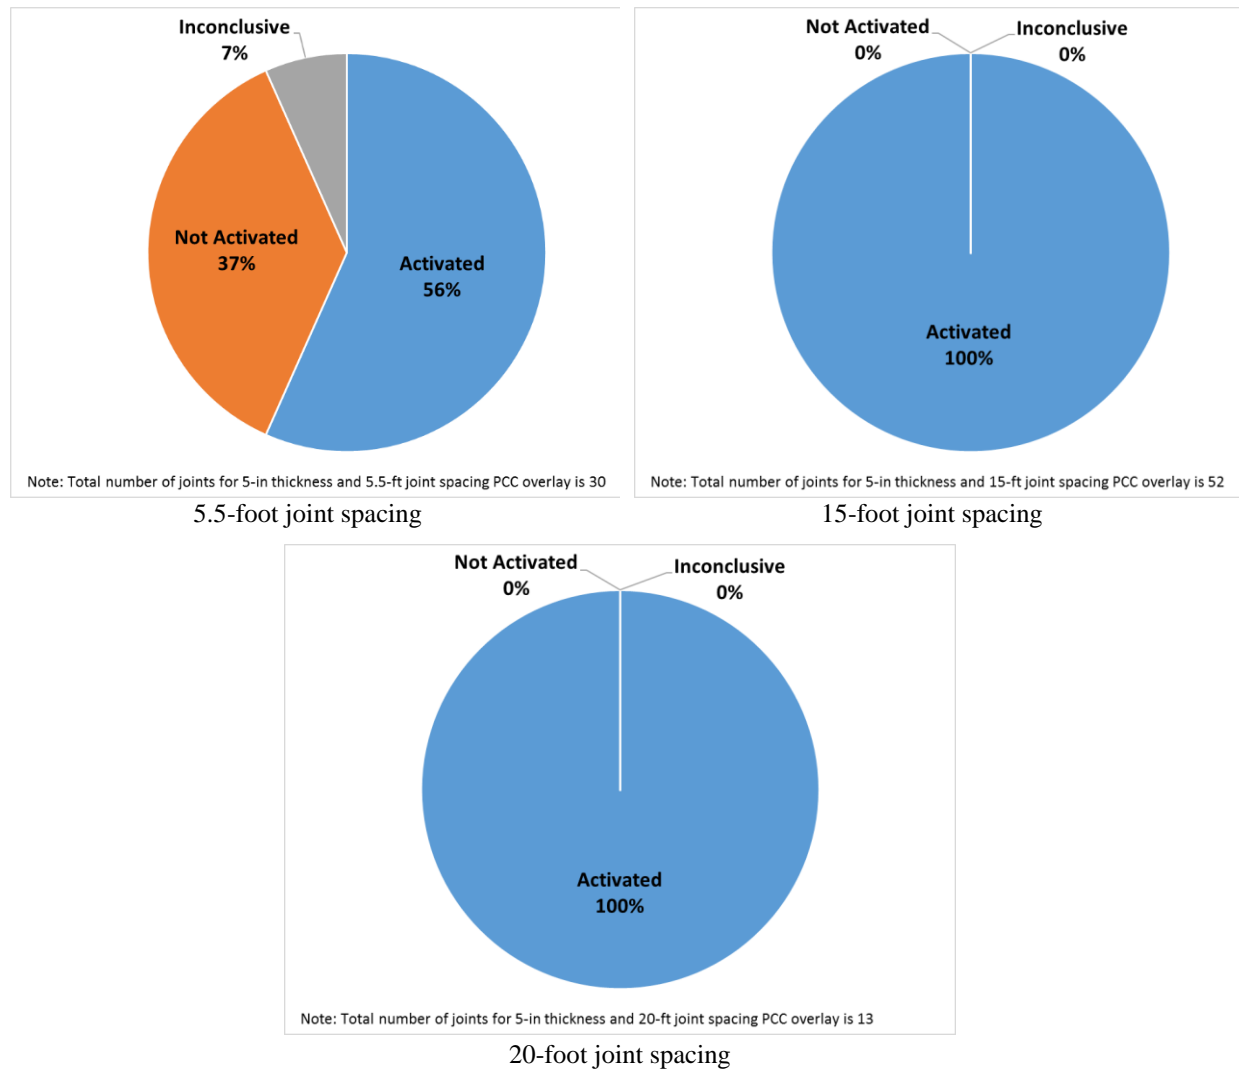 Inconclusive
7%
Not Activated
37%
Activated
56%
Note: Total number of joints for 5-in thickness and 5.5-ft joint spacing PCC overlay is 30
5.5-foot joint spacing
Not Activated
0%
Inconclusive
0%
Activated
100%
Note: Total number of joints for 5-in thickness and 15-ft joint spacing PCC overlay is 52
15-foot joint spacing
Not Activated
0%
Inconclusive
0%
Activated
100%
Note: Total number of joints for 5-in thickness and 20-ft joint spacing PCC overlay is 13
20-foot joint spacing